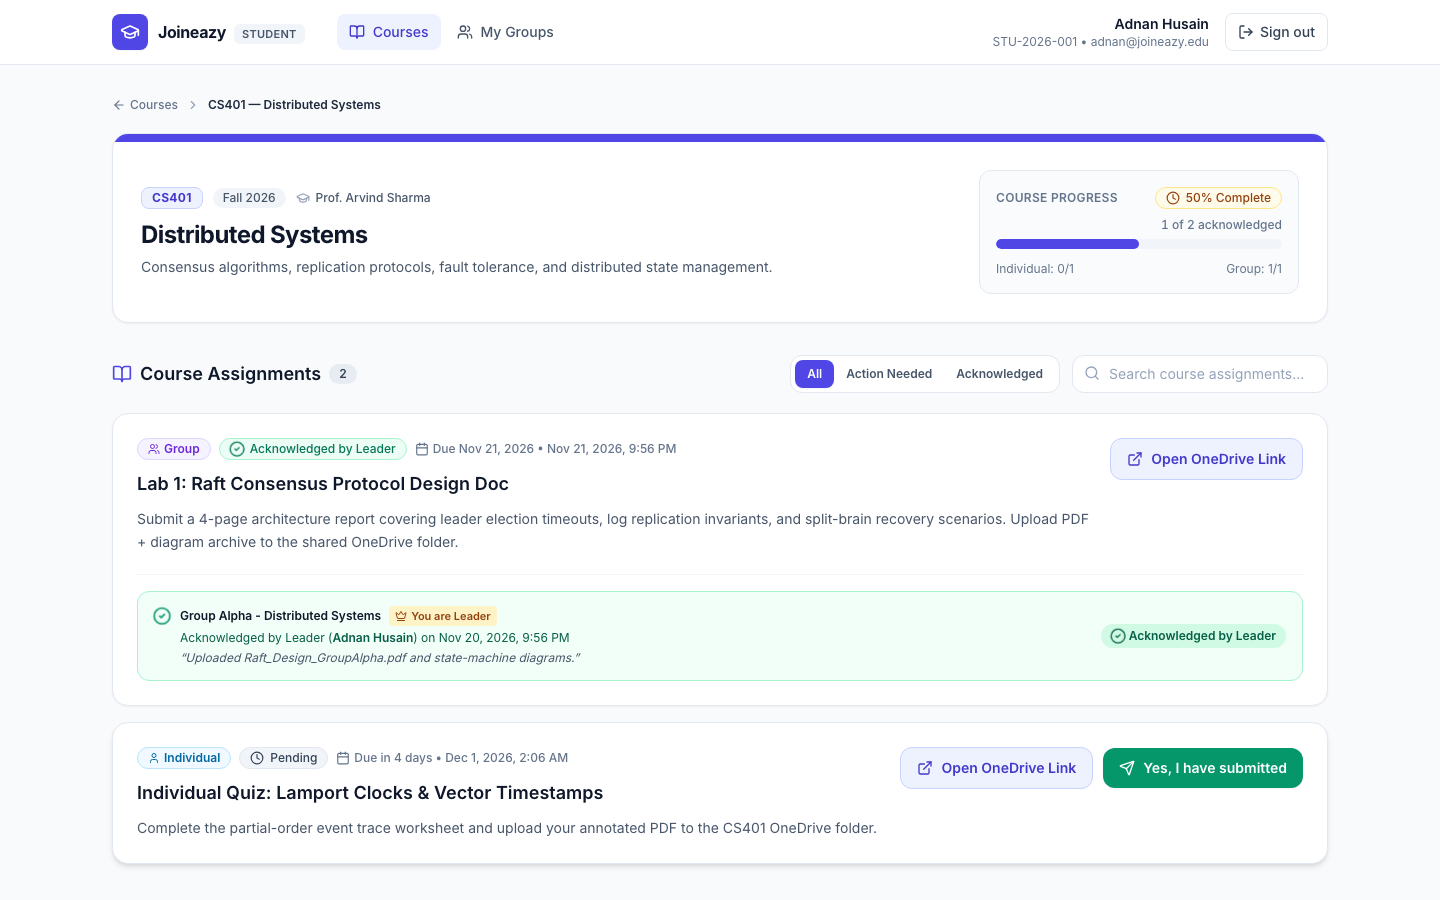 Joineazy STUDENT Courses My Groups Adnan Husain
STU-2026-001 • adnan@joineazy.edu Sign out
Courses CS401 — Distributed Systems
CS401 Fall 2026 Prof. Arvind Sharma
Distributed Systems
Consensus algorithms, replication protocols, fault tolerance, and distributed state management.
COURSE PROGRESS 50% Complete
1 of 2 acknowledged
Individual: 0/1 Group: 1/1
Course Assignments 2 All Action Needed Acknowledged Search course assignments...
Group Acknowledged by Leader Due Nov 21, 2026 • Nov 21, 2026, 9:56 PM
Open OneDrive Link
Lab 1: Raft Consensus Protocol Design Doc
Submit a 4-page architecture report covering leader election timeouts, log replication invariants, and split-brain recovery scenarios. Upload PDF
+ diagram archive to the shared OneDrive folder.
Group Alpha - Distributed Systems You are Leader
Acknowledged by Leader (Adnan Husain) on Nov 20, 2026, 9:56 PM
“Uploaded Raft_Design_GroupAlpha.pdf and state-machine diagrams.”
Acknowledged by Leader
Individual Pending Due in 4 days • Dec 1, 2026, 2:06 AM
Open OneDrive Link Yes, I have submitted
Individual Quiz: Lamport Clocks & Vector Timestamps
Complete the partial-order event trace worksheet and upload your annotated PDF to the CS401 OneDrive folder.